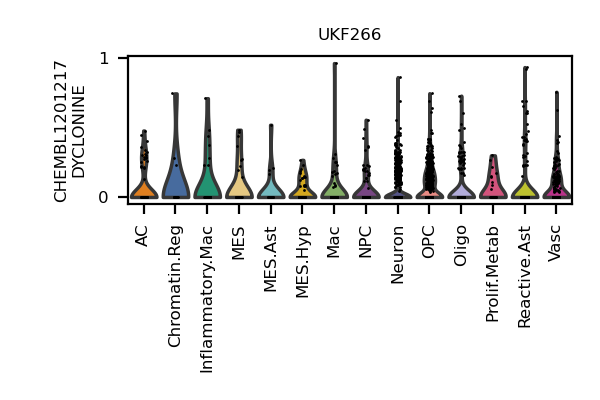 UKF266
CHEMBL1201217
DYCLONINE
1
0
AC
Chromatin.Reg
Inflammatory.Mac
MES
MES.Ast
MES.Hyp
Mac
NPC
Neuron
OPC
Oligo
Prolif.Metab
Reactive.Ast
Vasc